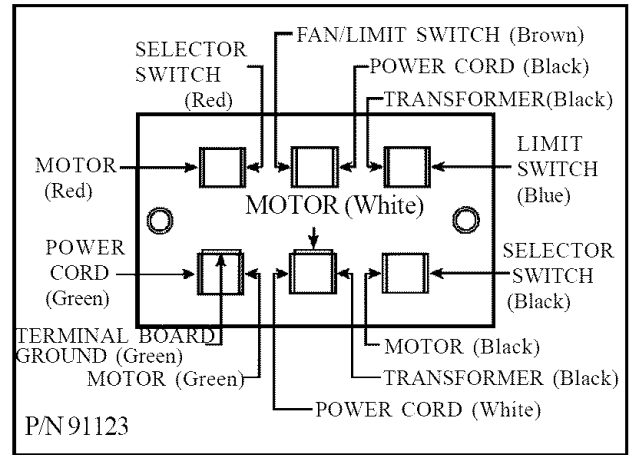 FAN/LIMIT SWITCH (Brown)
SELECTOR
SWITCH
(Red)
POWER CORD (Black)
TRANSFORMER(Black)
MOTOR
(Red)
LIMIT
SWITCH
(Blue)
MOTOR (White)
POWER
CORD
(Green)
SELECTOR
SWITCH
(Black)
TERMINAL BOARD
GROUND (Green)
MOTOR (Black)
MOTOR (Green)
TRANSFORMER (Black)
POWER CORD (White)
P/N 91123